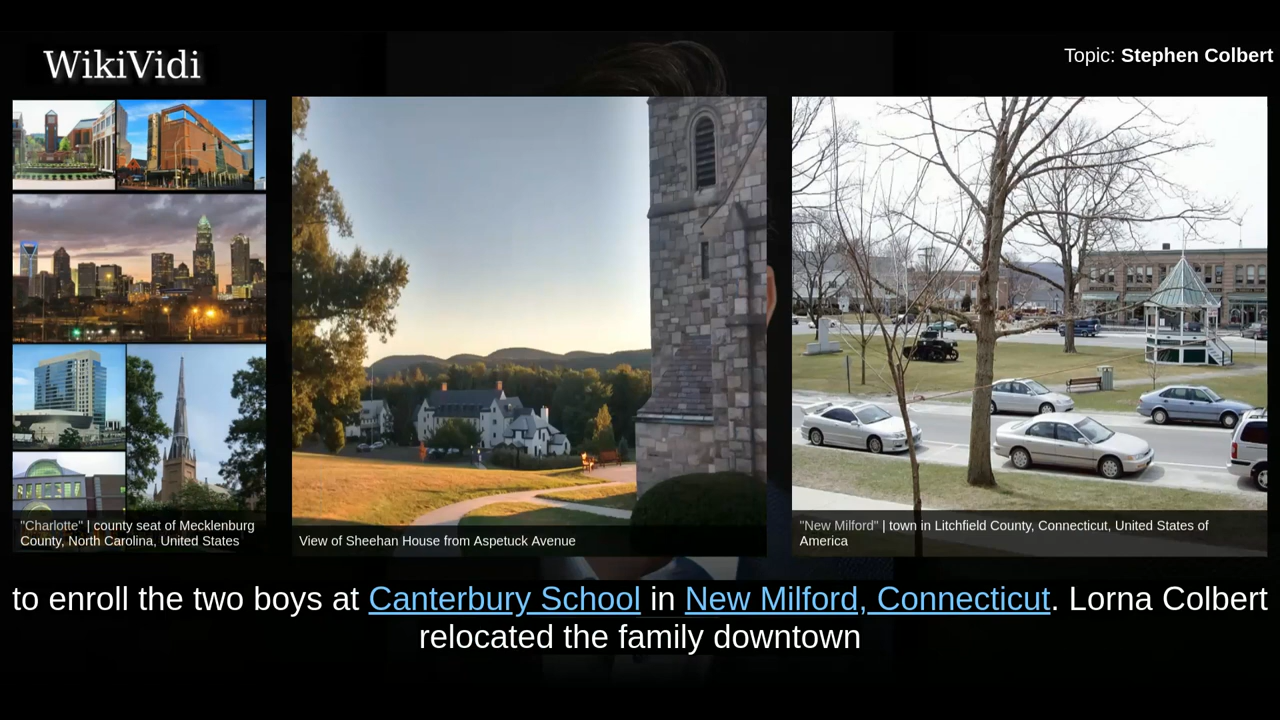 WikiVidi
Topic: Stephen Colbert
"Charlotte" | county seat of Mecklenburg
County, North Carolina, United States
View of Sheehan House from Aspetuck Avenue
"New Milford" | town in Litchfield County, Connecticut, United States of
America
to enroll the two boys at Canterbury School in New Milford, Connecticut. Lorna Colbert
relocated the family downtown